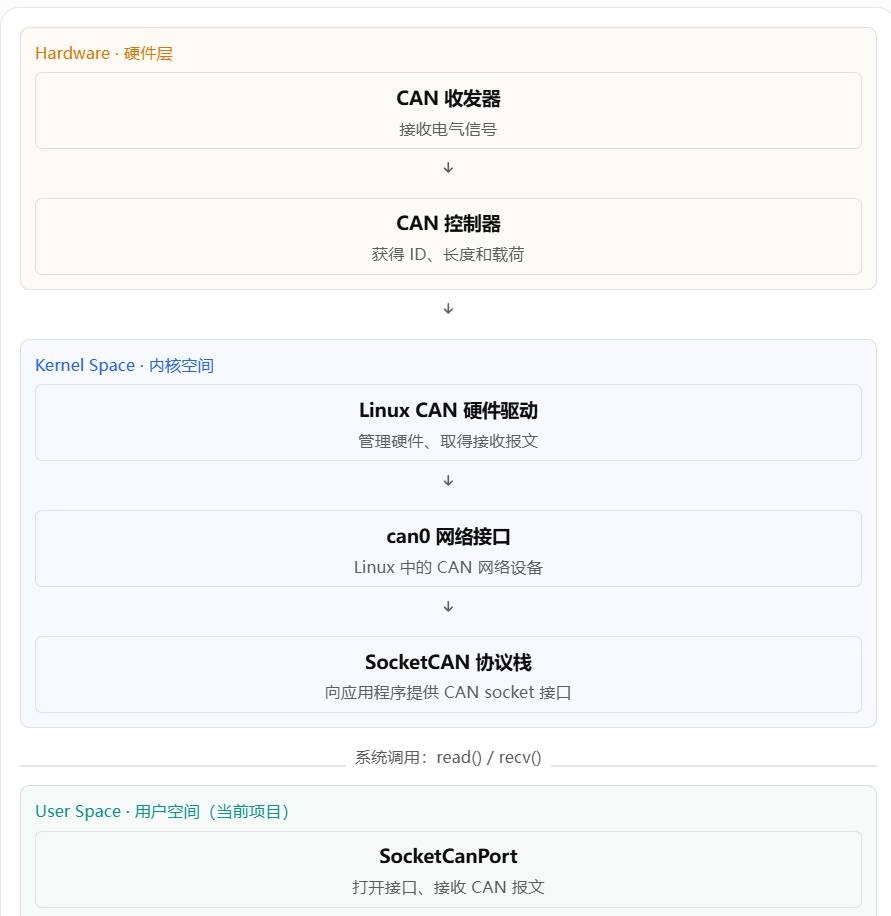 Hardware · 硬件层
CAN 收发器
接收电气信号
↓
CAN 控制器
获得 ID、长度和载荷
↓
Kernel Space · 内核空间
Linux CAN 硬件驱动
管理硬件、取得接收报文
↓
can0 网络接口
Linux 中的 CAN 网络设备
↓
SocketCAN 协议栈
向应用程序提供 CAN socket 接口
系统调用：read() / recv()
User Space · 用户空间（当前项目）
SocketCanPort
打开接口、接收 CAN 报文